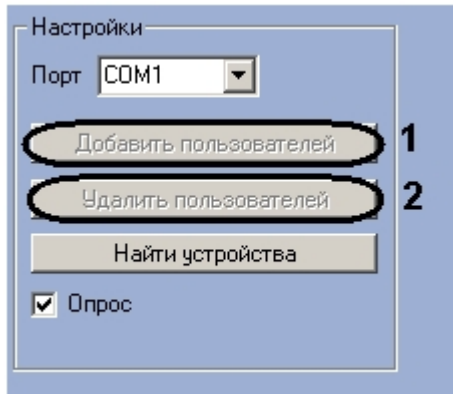 Настройки
Порт COM1
Добавить пользователей 1
Удалить пользователей 2
Найти устройства
Опрос